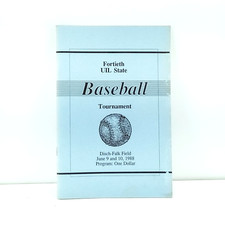 Fortieth
UIL State
Baseball
Tournament
Disch-Falk Field
June 9 and 10, 1988
Program: One Dollar